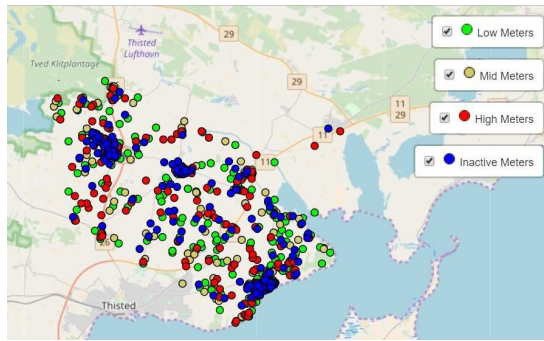 29
Low Meters
Thisted
Lufthavn
Tved Klitplantage
Mid Meters
29
11
29
High Meters
11
11
Inactive Meters
26
Thisted